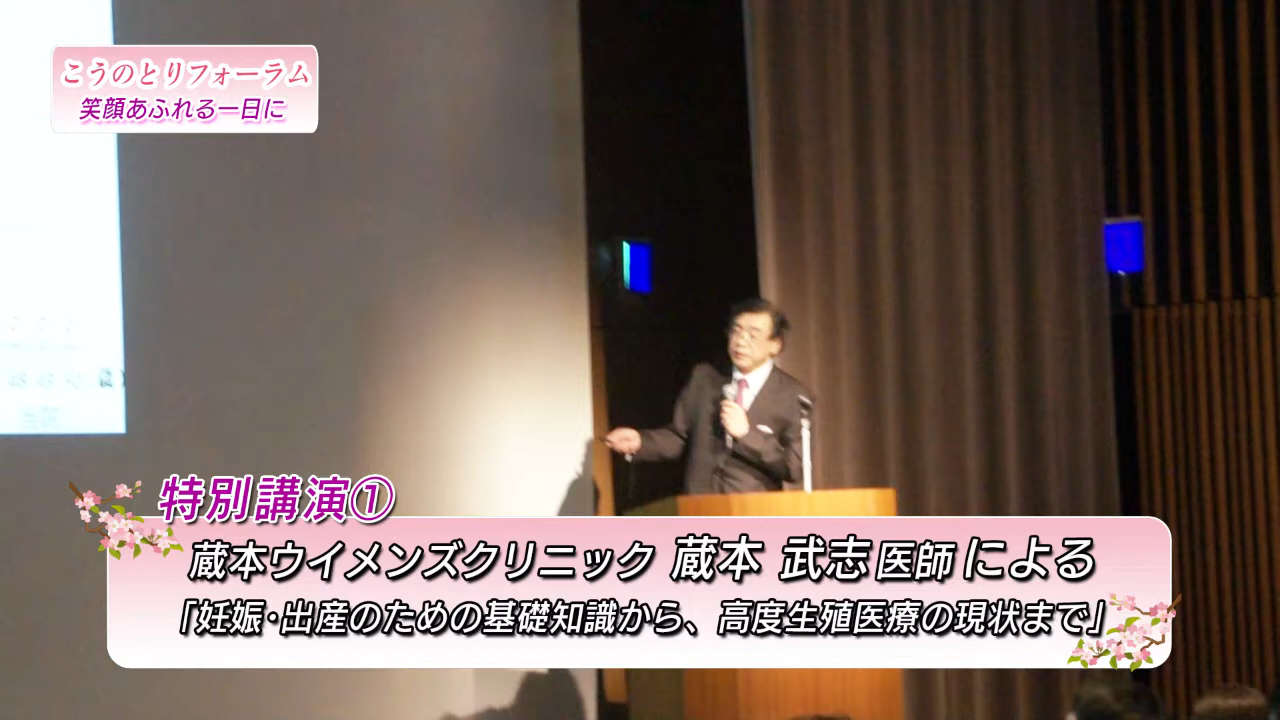 こうのとりフォーラム
笑顔あふれる一日に
特別講演①
蔵本ウイメンズクリニック 蔵本 武志 医師 による
「妊娠・出産のための基礎知識から、高度生殖医療の現状まで」